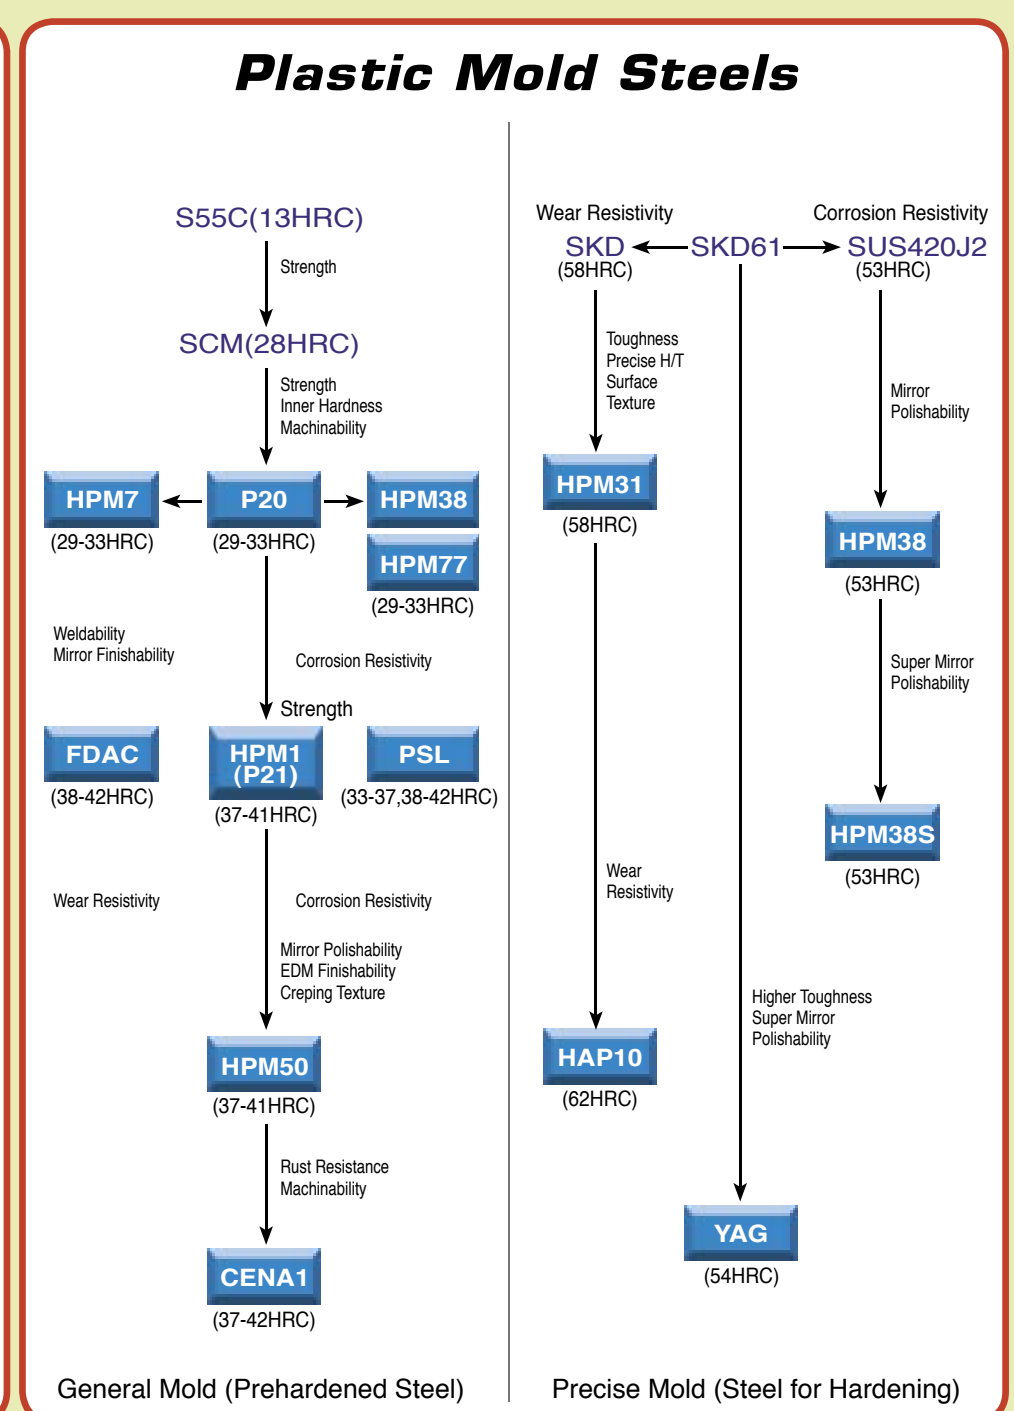 Plastic Mold Steels
S55C(13HRC)
Strength
SCM(28HRC)
Strength
Inner Hardness
Machinability
HPM7
P20
HPM38
(29-33HRC)
(29-33HRC)
HPM77
(29-33HRC)
Weldability
Mirror Finishability
Corrosion Resistivity
Strength
FDAC
HPM1
(P21)
PSL
(38-42HRC)
(37-41HRC)
(33-37,38-42HRC)
Wear Resistivity
Corrosion Resistivity
Mirror Polishability
EDM Finishability
Creping Texture
HPM50
(37-41HRC)
Rust Resistance
Machinability
CENA1
(37-42HRC)
General Mold (Prehardened Steel)
Wear Resistivity
Corrosion Resistivity
SKD
SKD61
SUS420J2
(58HRC)
(53HRC)
Toughness
Precise H/T
Surface
Texture
Mirror
Polishability
HPM31
(58HRC)
HPM38
(53HRC)
Super Mirror
Polishability
HPM38S
(53HRC)
Wear
Resistivity
Higher Toughness
Super Mirror
Polishability
HAP10
(62HRC)
YAG
(54HRC)
Precise Mold (Steel for Hardening)